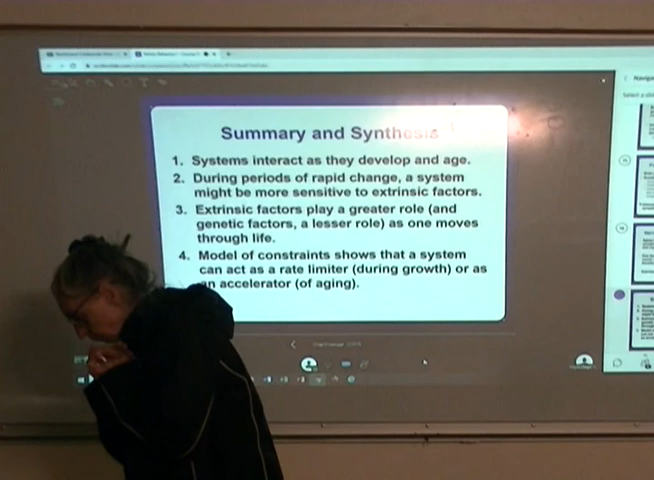 Summary and Synthesis
1. Systems interact as they develop and age.
2. During periods of rapid change, a system
might be more sensitive to extrinsic factors.
3. Extrinsic factors play a greater role (and
genetic factors, a lesser role) as one moves
through life.
4. Model of constraints shows that a system
can act as a rate limiter (during growth) or as
an accelerator (of aging).